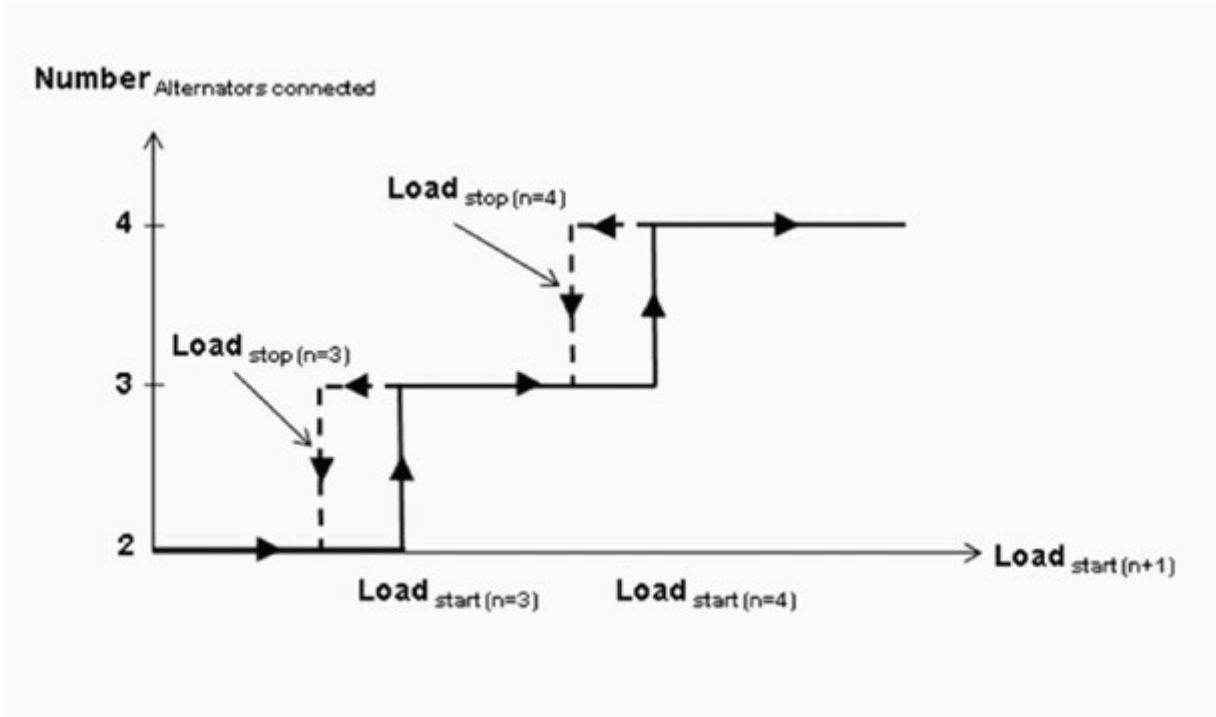 Number Alternators connected
Load stop (n=4)
4
Load stop (n=3)
3
2
Load start (n+1)
Load start (n=3)
Load start (n=4)